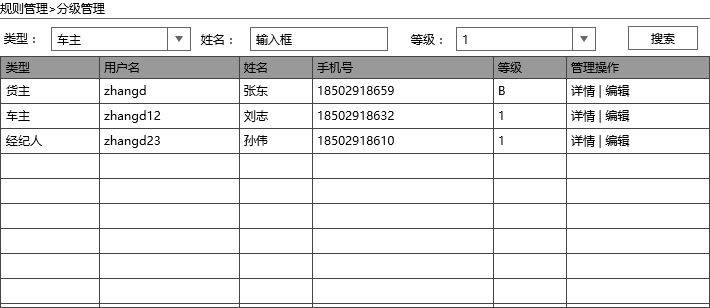 规则管理>分级管理
类型： 车主 姓名： 输入框 等级： 1 搜索
类型 用户名 姓名 手机号 等级 管理操作
货主 zhangd 张东 18502918659 B 详情 | 编辑
车主 zhangd12 刘志 18502918632 1 详情 | 编辑
经纪人 zhangd23 孙伟 18502918610 1 详情 | 编辑